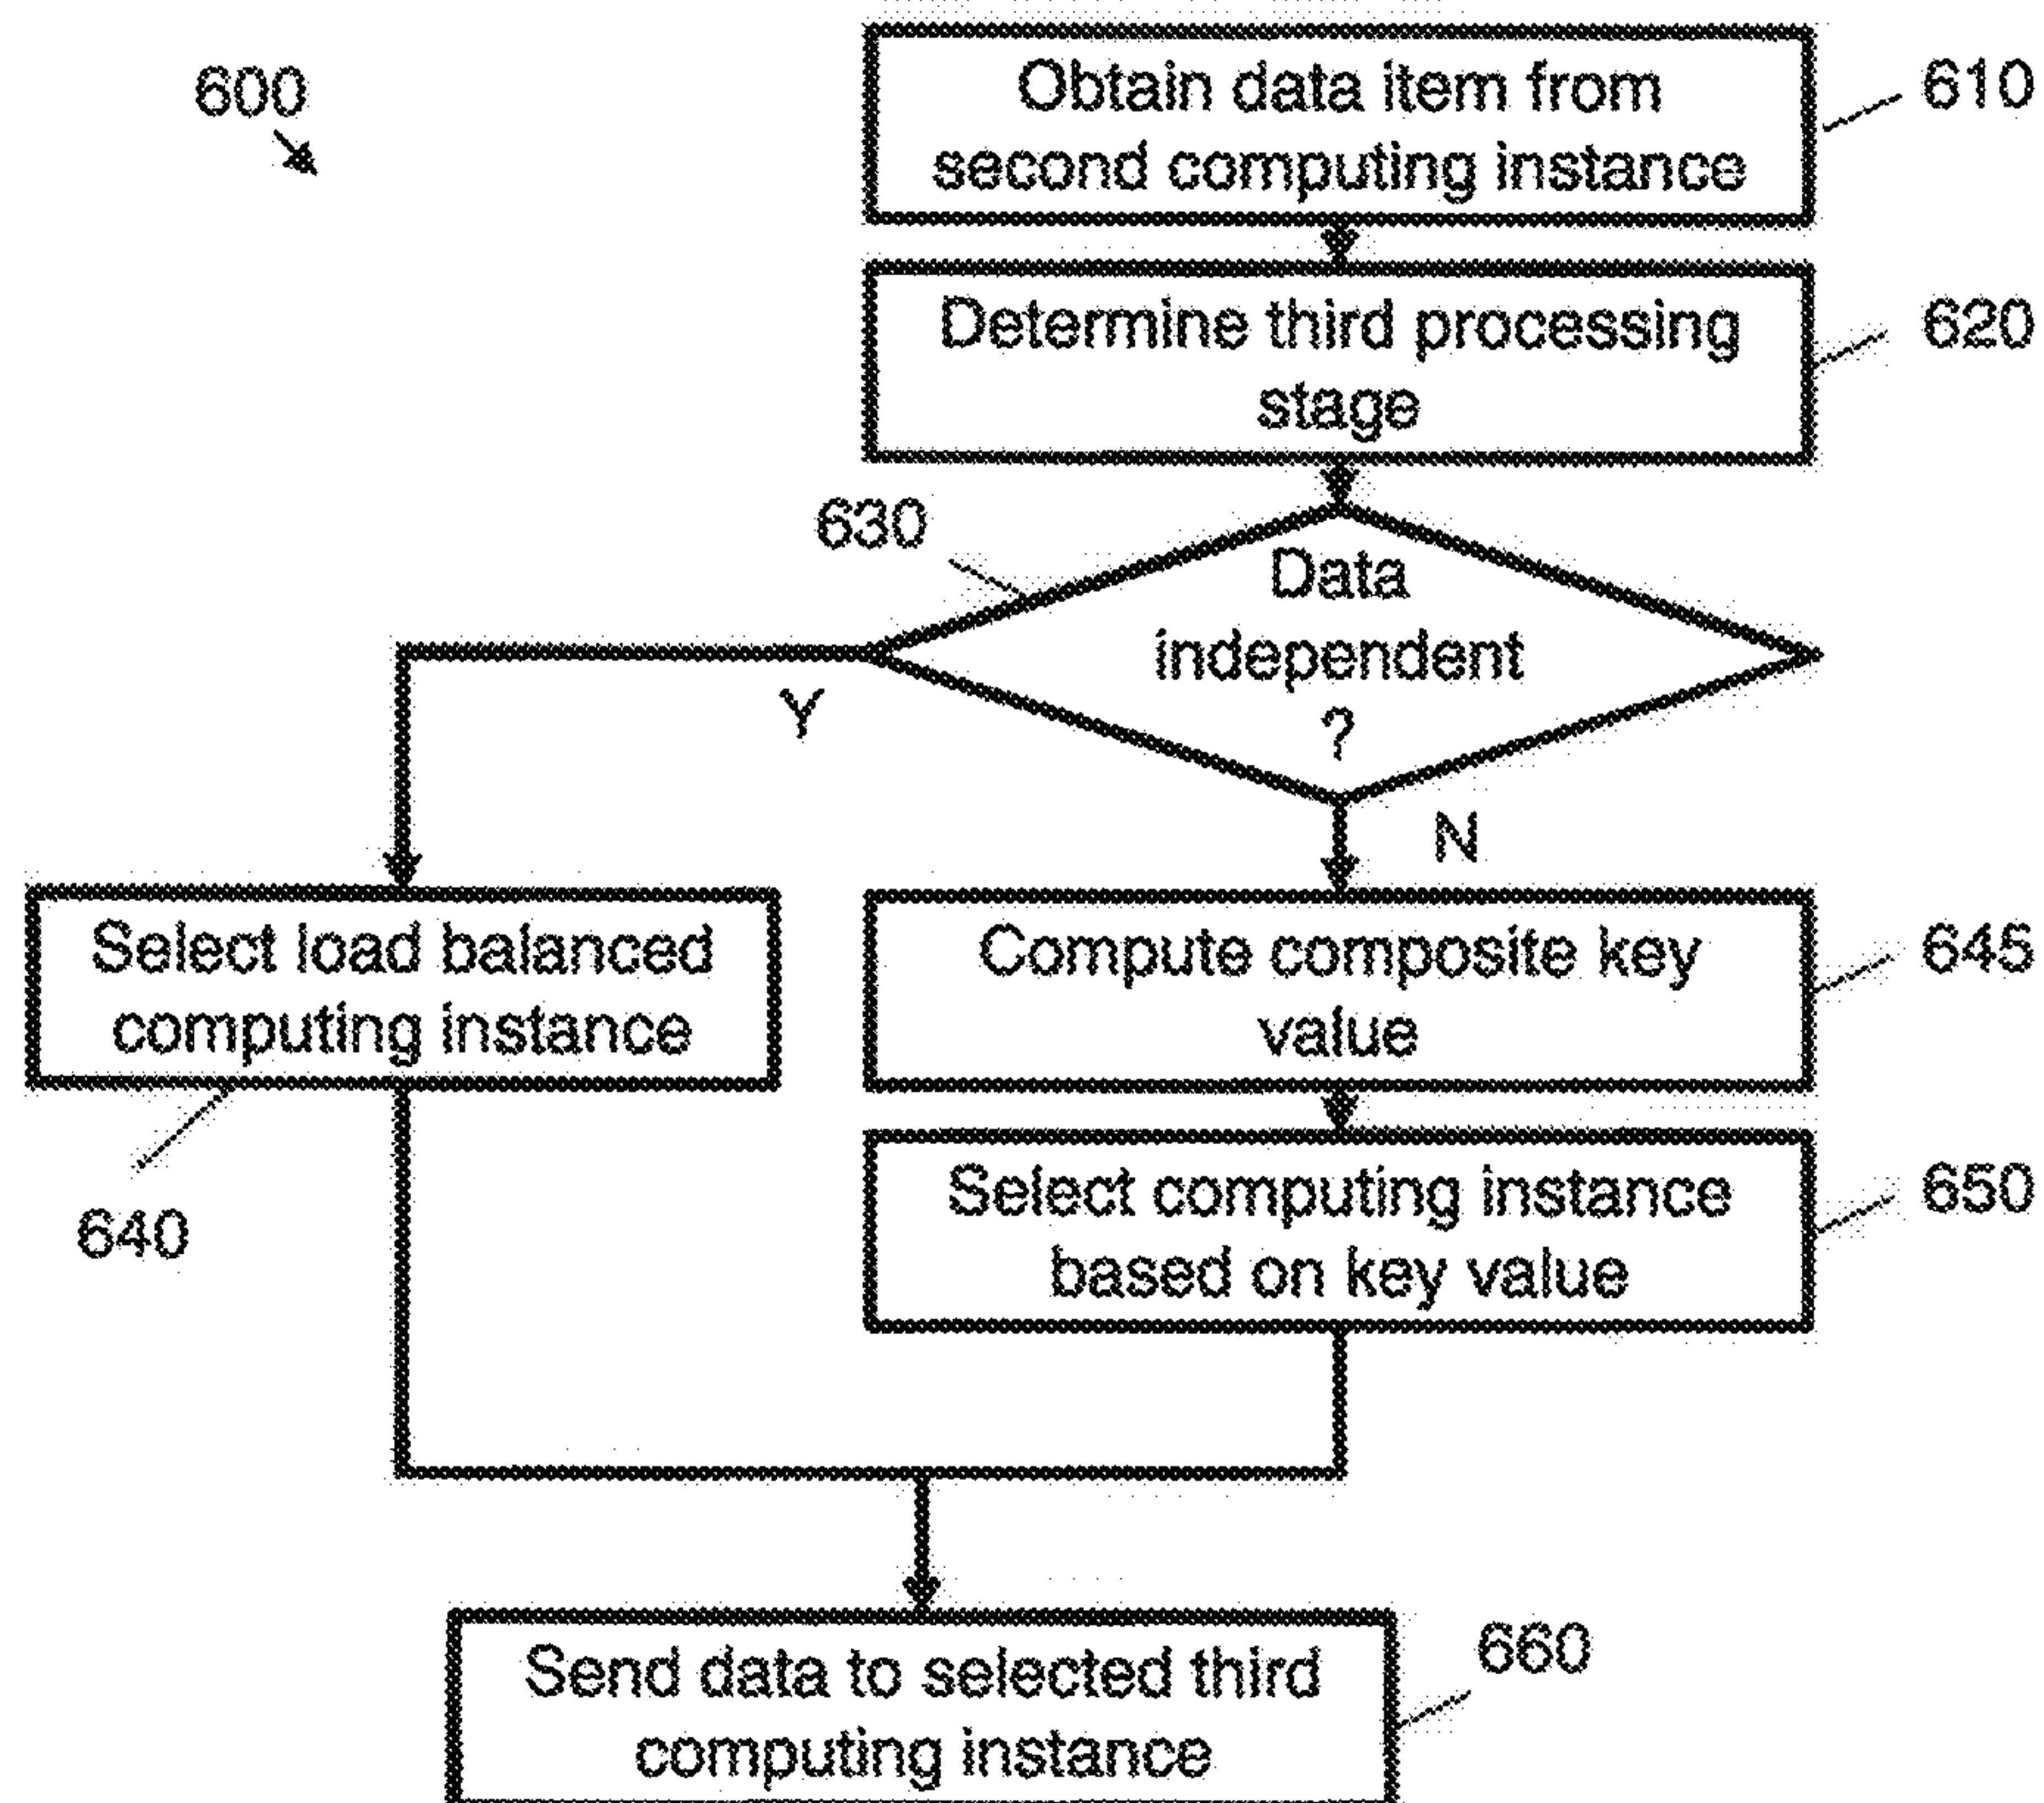 600
Obtain data item from
second computing instance
610
Determine third processing
stage
620
630
Data
independent
?
Y
N
Select load balanced
computing instance
640
Compute composite key
value
645
Select computing instance
based on key value
650
Send data to selected third
computing instance
660